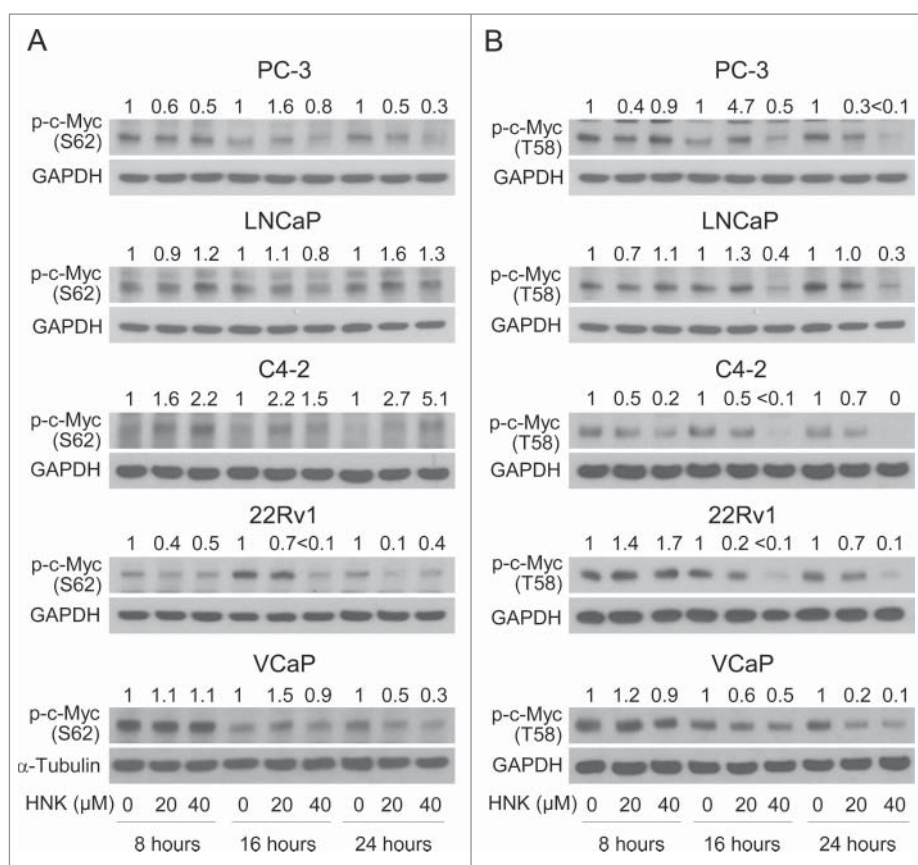 A
PC-3
1 0.6 0.5 1 1.6 0.8 1 0.5 0.3
p-c-Myc
(S62)
GAPDH
LNCaP
1 0.9 1.2 1 1.1 0.8 1 1.6 1.3
p-c-Myc
(S62)
GAPDH
C4-2
1 1.6 2.2 1 2.2 1.5 1 2.7 5.1
p-c-Myc
(S62)
GAPDH
22Rv1
1 0.4 0.5 1 0.7 <0.1 1 0.1 0.4
p-c-Myc
(S62)
GAPDH
VCaP
1 1.1 1.1 1 1.5 0.9 1 0.5 0.3
p-c-Myc
(S62)
α-Tubulin
HNK (μM) 0 20 40 0 20 40 0 20 40
8 hours 16 hours 24 hours
B
PC-3
1 0.4 0.9 1 4.7 0.5 1 0.3 <0.1
p-c-Myc
(T58)
GAPDH
LNCaP
1 0.7 1.1 1 1.3 0.4 1 1.0 0.3
p-c-Myc
(T58)
GAPDH
C4-2
1 0.5 0.2 1 0.5 <0.1 1 0.7 0
p-c-Myc
(T58)
GAPDH
22Rv1
1 1.4 1.7 1 0.2 <0.1 1 0.7 0.1
p-c-Myc
(T58)
GAPDH
VCaP
1 1.2 0.9 1 0.6 0.5 1 0.2 0.1
p-c-Myc
(T58)
GAPDH
HNK (μM) 0 20 40 0 20 40 0 20 40
8 hours 16 hours 24 hours